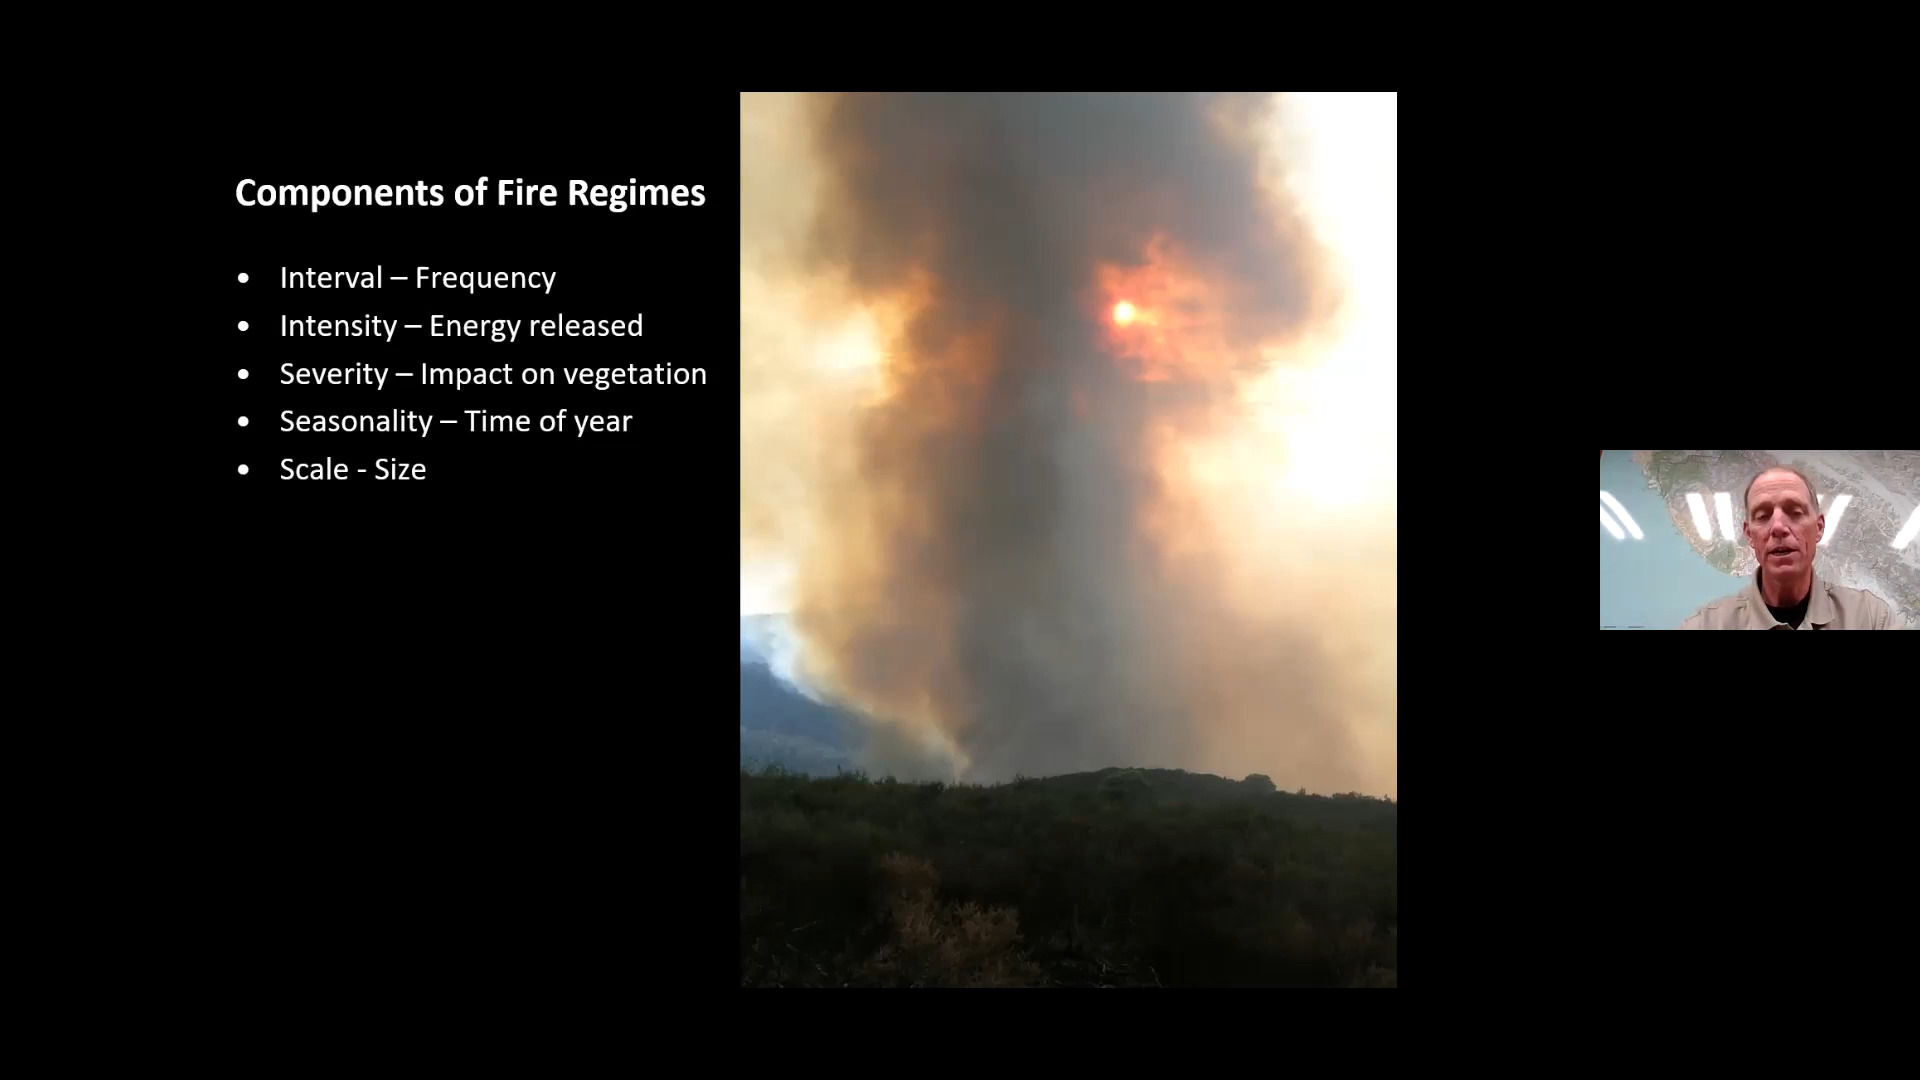 Components of Fire Regimes
• Interval – Frequency
• Intensity – Energy released
• Severity – Impact on vegetation
• Seasonality – Time of year
• Scale - Size